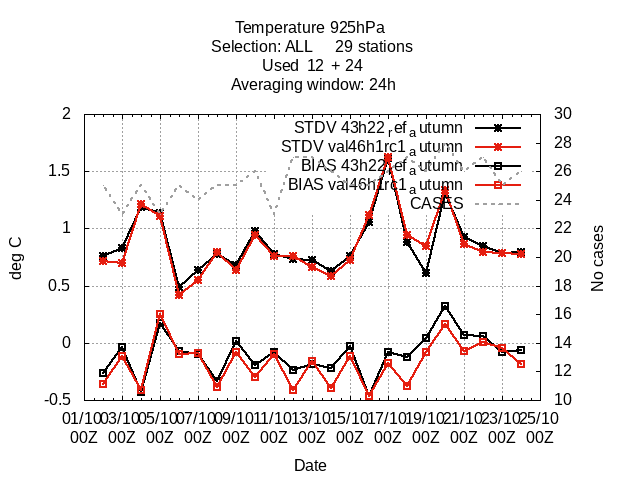 Temperature 925hPa
Selection: ALL     29 stations
Used  12 + 24
Averaging window: 24h
STDV 43h22ref_autumn
STDV val46h1rc1autumn
BIAS 43h22ref_autumn
BIAS val46h1rc1autumn
CASES
2
1.5
1
0.5
0
-0.5
deg C
30
28
26
24
22
20
18
16
14
12
10
No cases
01/10 03/10 05/10 07/10 09/10 11/10 13/10 15/10 17/10 19/10 21/10 23/10 25/10
00Z 00Z 00Z 00Z 00Z 00Z 00Z 00Z 00Z 00Z 00Z 00Z 00Z
Date